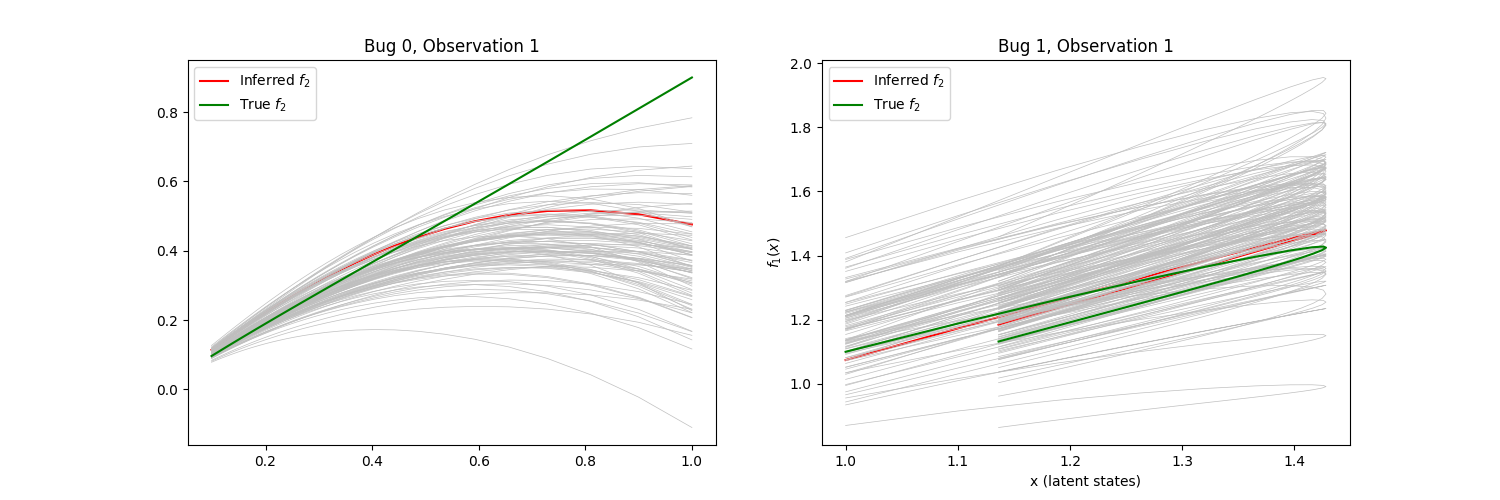 Bug 0, Observation 1
Inferred f₂
True f₂
0.8
0.6
0.4
0.2
0.0
0.2 0.4 0.6 0.8 1.0
Bug 1, Observation 1
Inferred f₂
True f₂
2.0
1.8
1.6
1.4
1.2
1.0
f₁(x)
1.0 1.1 1.2 1.3 1.4
x (latent states)